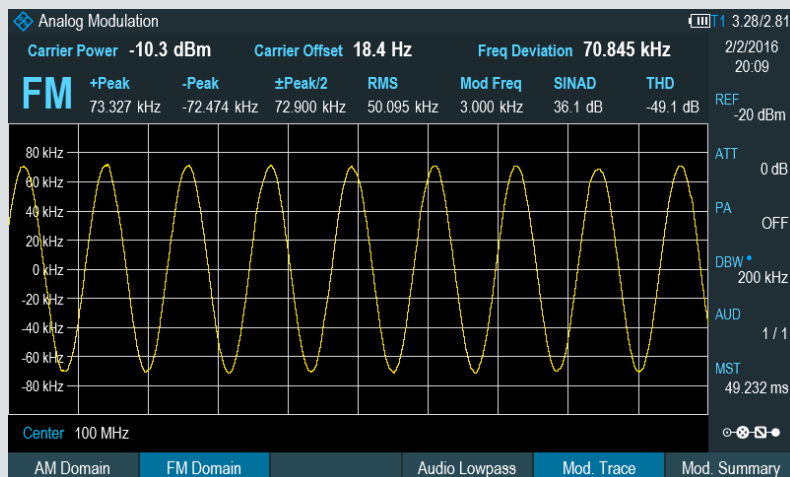 Analog Modulation T1 3.28/2.81
Carrier Power -10.3 dBm Carrier Offset 18.4 Hz Freq Deviation 70.845 kHz 2/2/2016
20:09
FM +Peak -Peak ±Peak/2 RMS Mod Freq SINAD THD
73.327 kHz -72.474 kHz 72.900 kHz 50.095 kHz 3.000 kHz 36.1 dB -49.1 dB
REF
-20 dBm
80 kHz
60 kHz
40 kHz
20 kHz
0 kHz
-20 kHz
-40 kHz
-60 kHz
-80 kHz
ATT
0 dB
PA
OFF
DBW
200 kHz
AUD
1 / 1
MST
49.232 ms
Center 100 MHz
AM Domain FM Domain Audio Lowpass Mod. Trace Mod. Summary